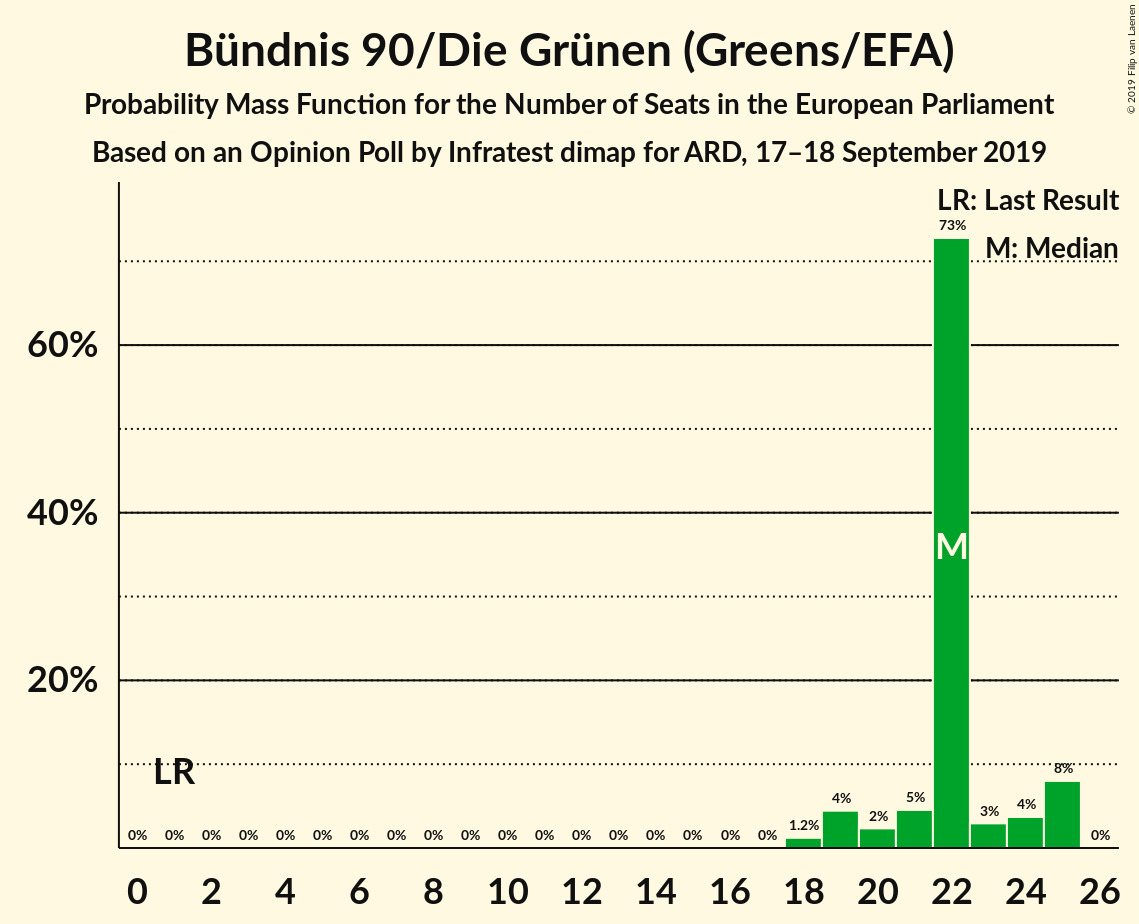 Bündnis 90/Die Grünen (Greens/EFA)
Probability Mass Function for the Number of Seats in the European Parliament
Based on an Opinion Poll by Infratest dimap for ARD, 17–18 September 2019
© 2019 Filip van Laenen
LR: Last Result
M: Median
60%
40%
20%
LR
M
0% 0% 0% 0% 0% 0% 0% 0% 0% 0% 0% 0% 0% 0% 0% 0% 0% 0% 1.2% 4% 2% 5% 73% 3% 4% 8% 0%
0 2 4 6 8 10 12 14 16 18 20 22 24 26